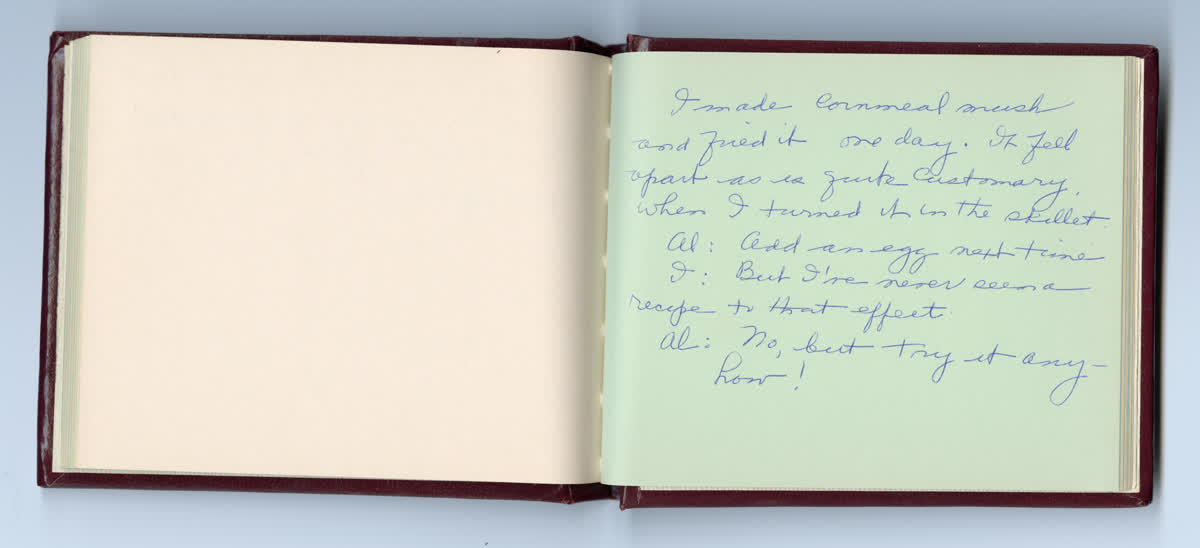 I made cornmeal mush
and fried it one day. It fell
apart as is quite customary,
when I turned it in the skillet.
Al: Add an egg next time
I: But I've never seen a
recipe to that effect.
Al: No, but try it any-
how!